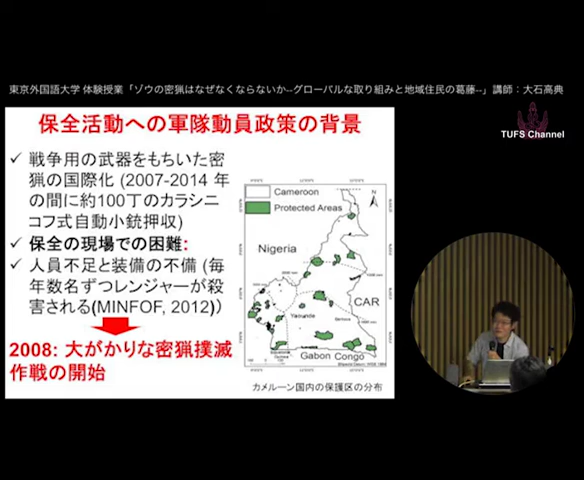 東京外国語大学 体験授業「ゾウの密猟はなぜなくならないか--グローバルな取り組みと地域住民の葛藤--」講師：大石高典
TUFS Channel
保全活動への軍隊動員政策の背景
✓ 戦争用の武器をもちいた密
猟の国際化 (2007-2014 年
の間に約100丁のカラシニ
コフ式自動小銃押収)
✓ 保全の現場での困難:
✓ 人員不足と装備の不備 (毎
年数名ずつレンジャーが殺
害される(MINFOF, 2012))
2008: 大がかりな密猟撲滅
作戦の開始
Cameroon
Protected Areas
N
Nigeria
CAR
Yaounde
Gabon
Congo
カメルーン国内の保護区の分布